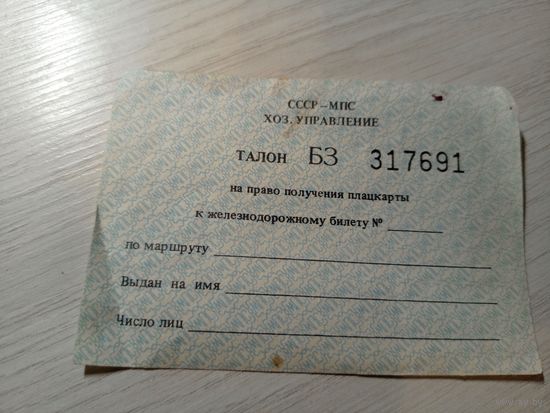 СССР–МПС
ХОЗ. УПРАВЛЕНИЕ
ТАЛОН БЗ 317691
на право получения плацкарты
к железнодорожному билету №
по маршруту
Выдан на имя
Число лиц